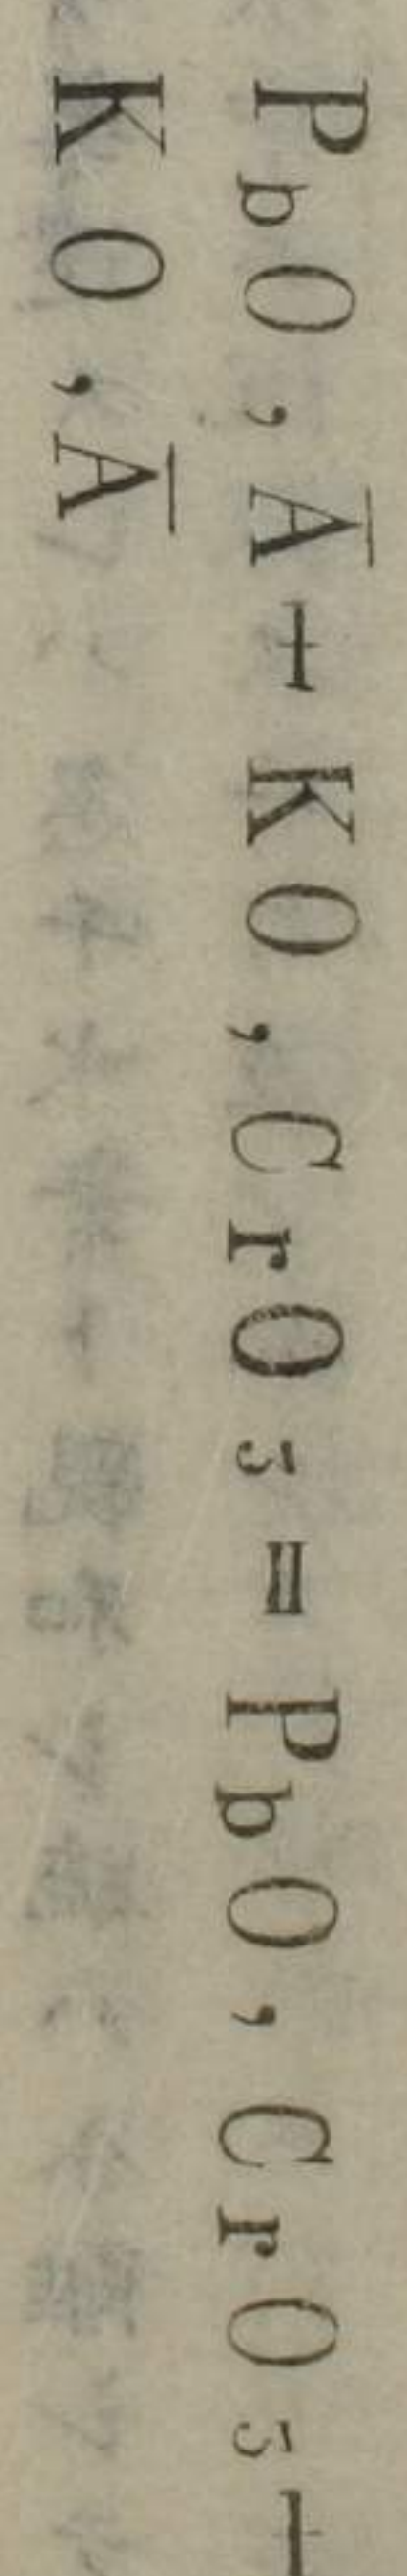 PbO, A̅ + KO, CrO₃ = PbO, CrO₃ +
KO, A̅